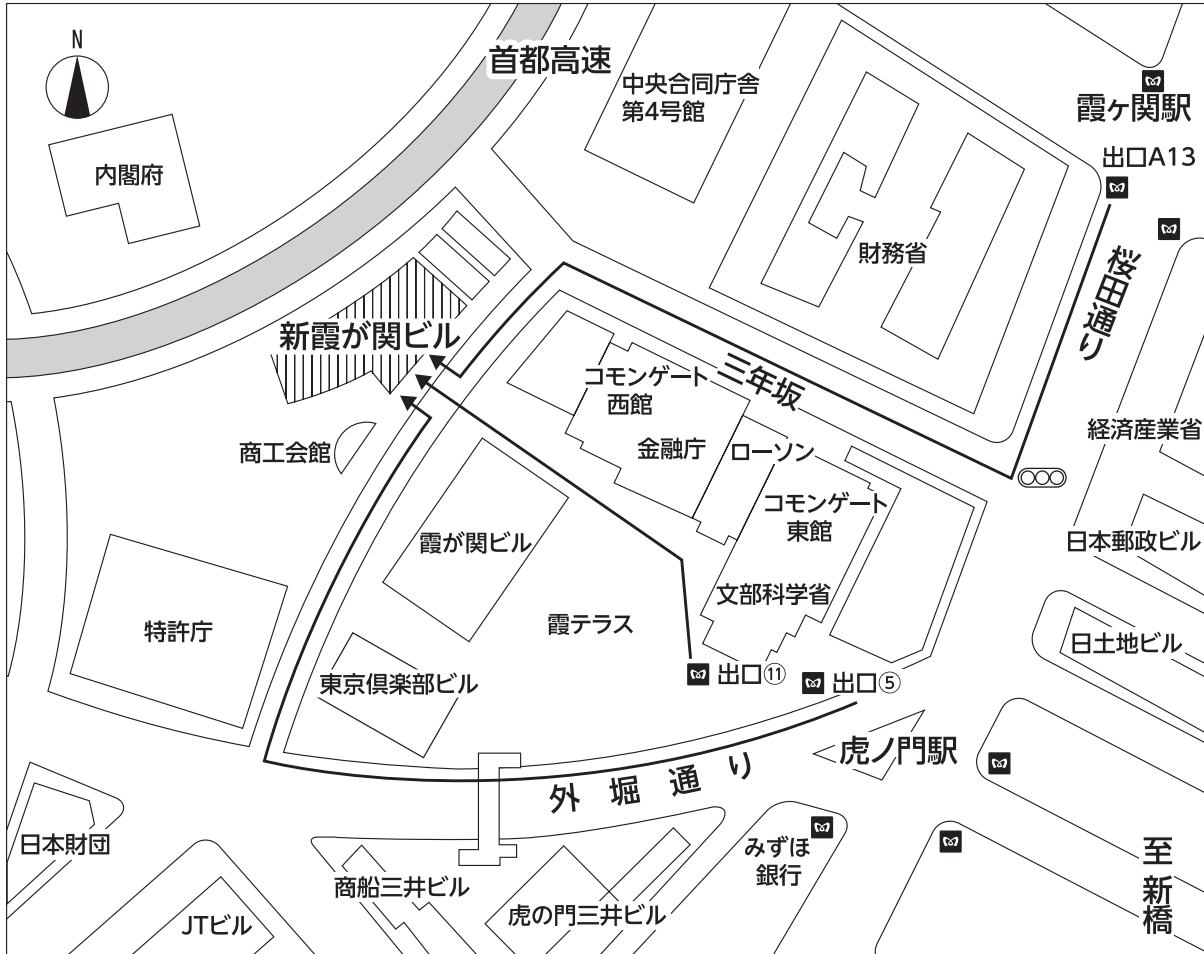 N
首都高速
中央合同庁舎
第4号館
霞ヶ関駅
出口A13
内閣府
財務省
桜田通り
新霞が関ビル
三年坂
コモンゲート
西館
経済産業省
商工会館
金融庁
ローソン
コモンゲート
東館
霞が関ビル
日本郵政ビル
文部科学省
特許庁
霞テラス
日土地ビル
東京倶楽部ビル
出口⑪
出口⑤
虎ノ門駅
外堀通り
日本財団
みずほ
銀行
至新橋
商船三井ビル
虎の門三井ビル
JTビル